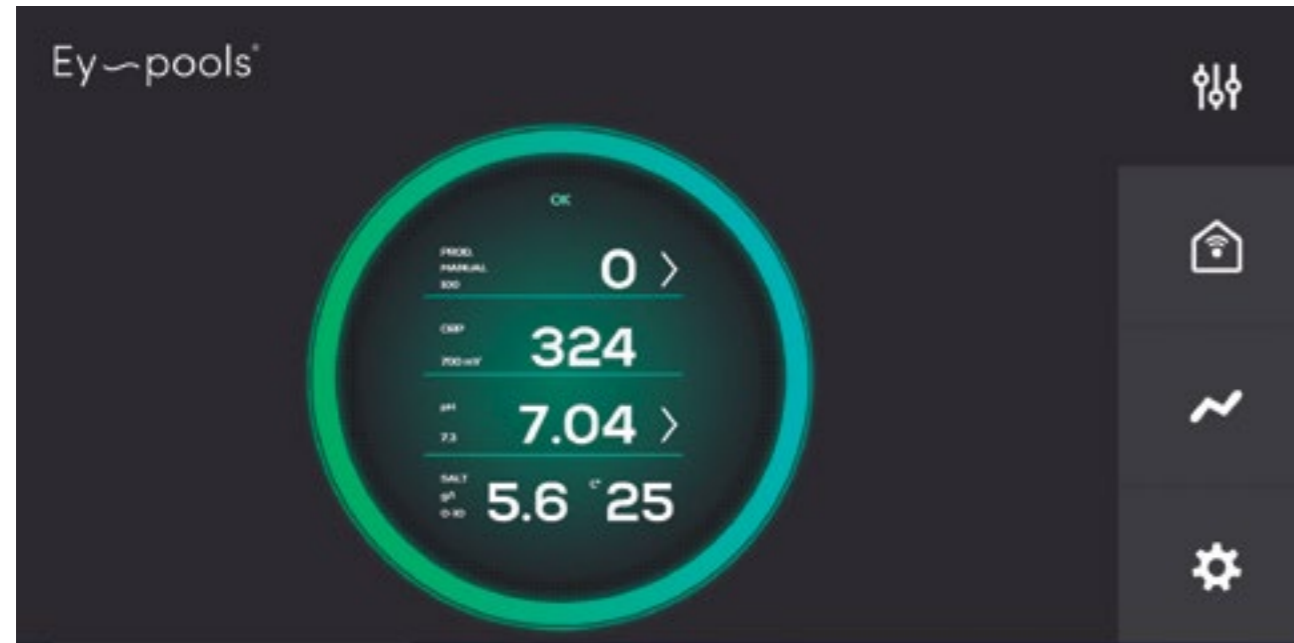 Ey pools°
OK
PROD.
MANUAL
100
0
ORP
700 mV
324
pH
7.3
7.04
SALT
g/l
0-10
5.6 C° 25